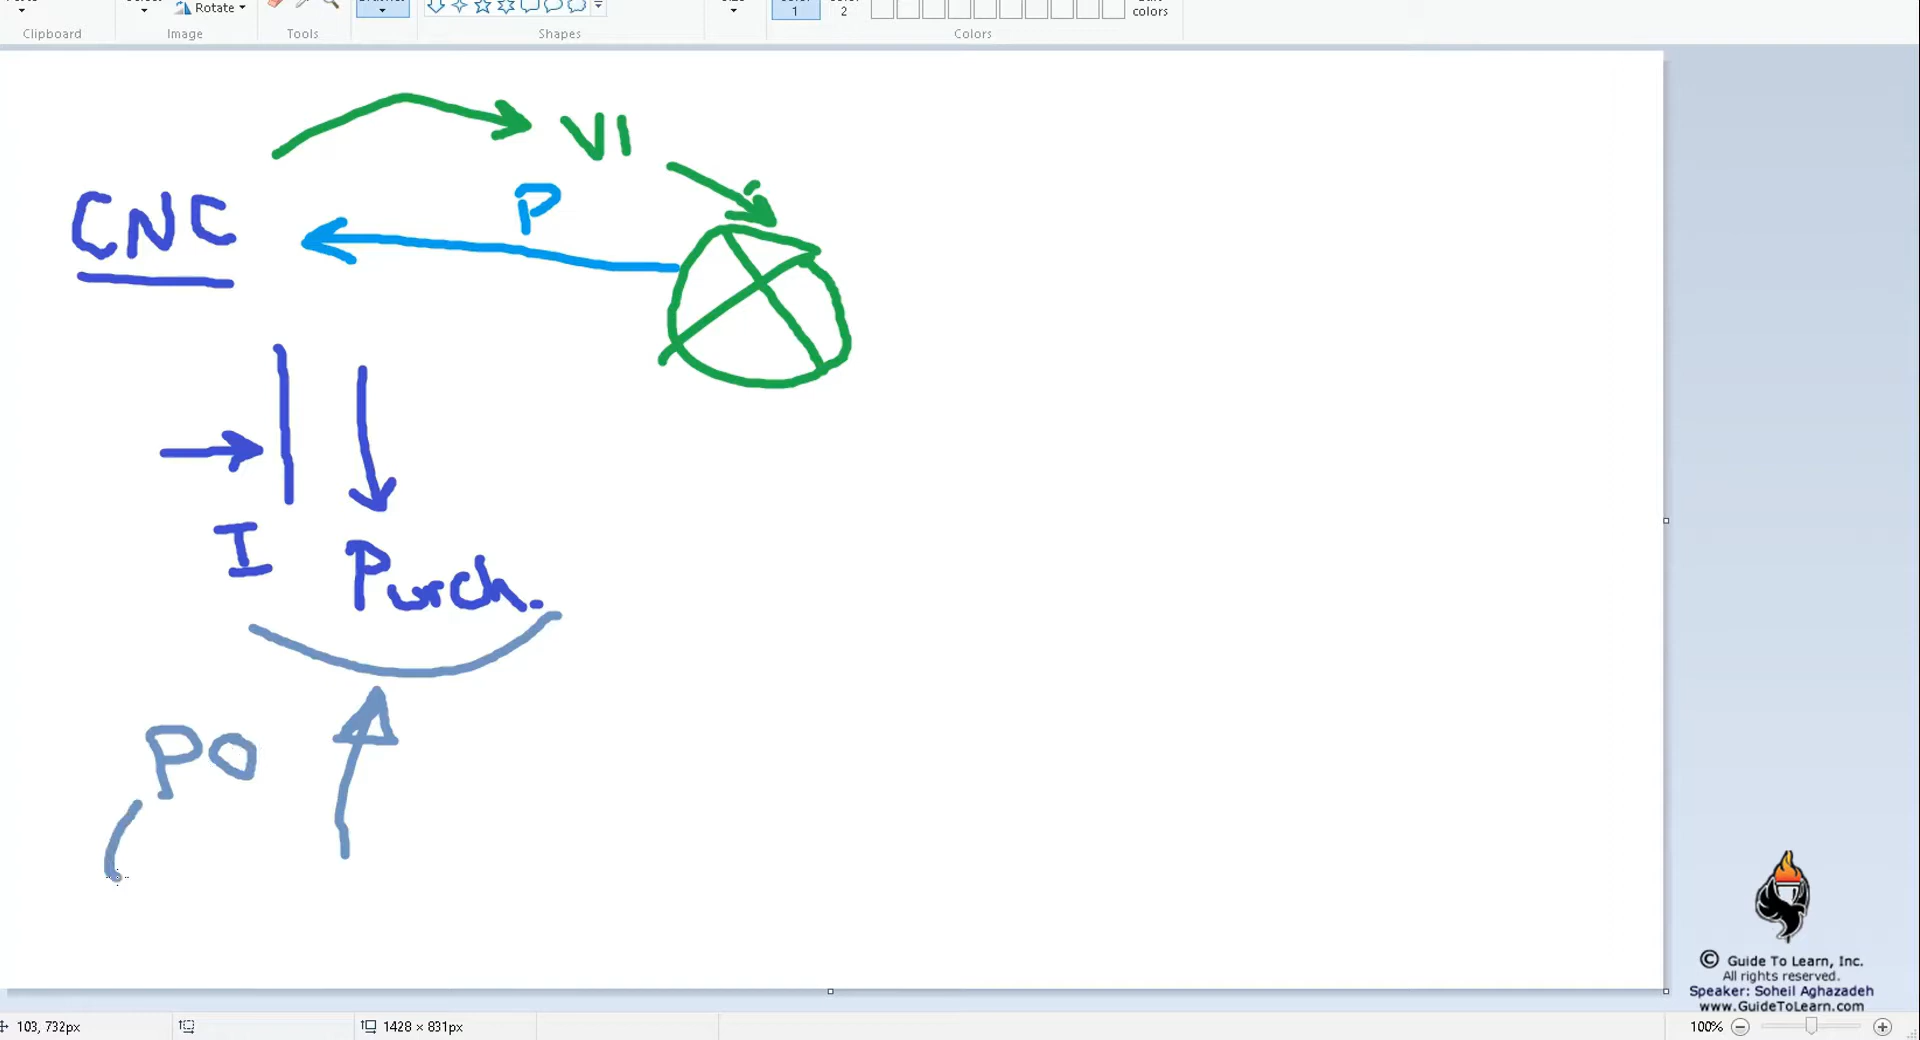 Rotate
Clipboard
Image
Tools
Shapes
1
2
colors
Colors
VI
P
CNC
I
Purch.
PO
© Guide To Learn, Inc.
All rights reserved.
Speaker: Soheil Aghazadeh
www.GuideToLearn.com
103, 732px
1428 × 831px
100%